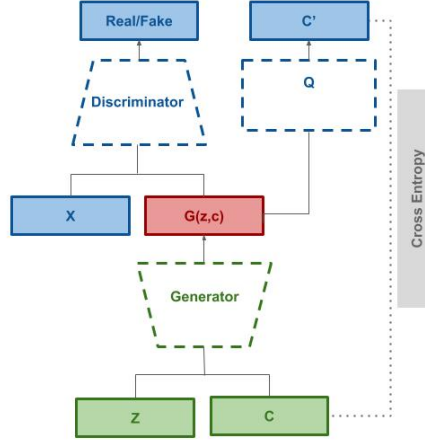 Real/Fake
C'
Discriminator
Q
Cross Entropy
X
G(z,c)
Generator
Z
C